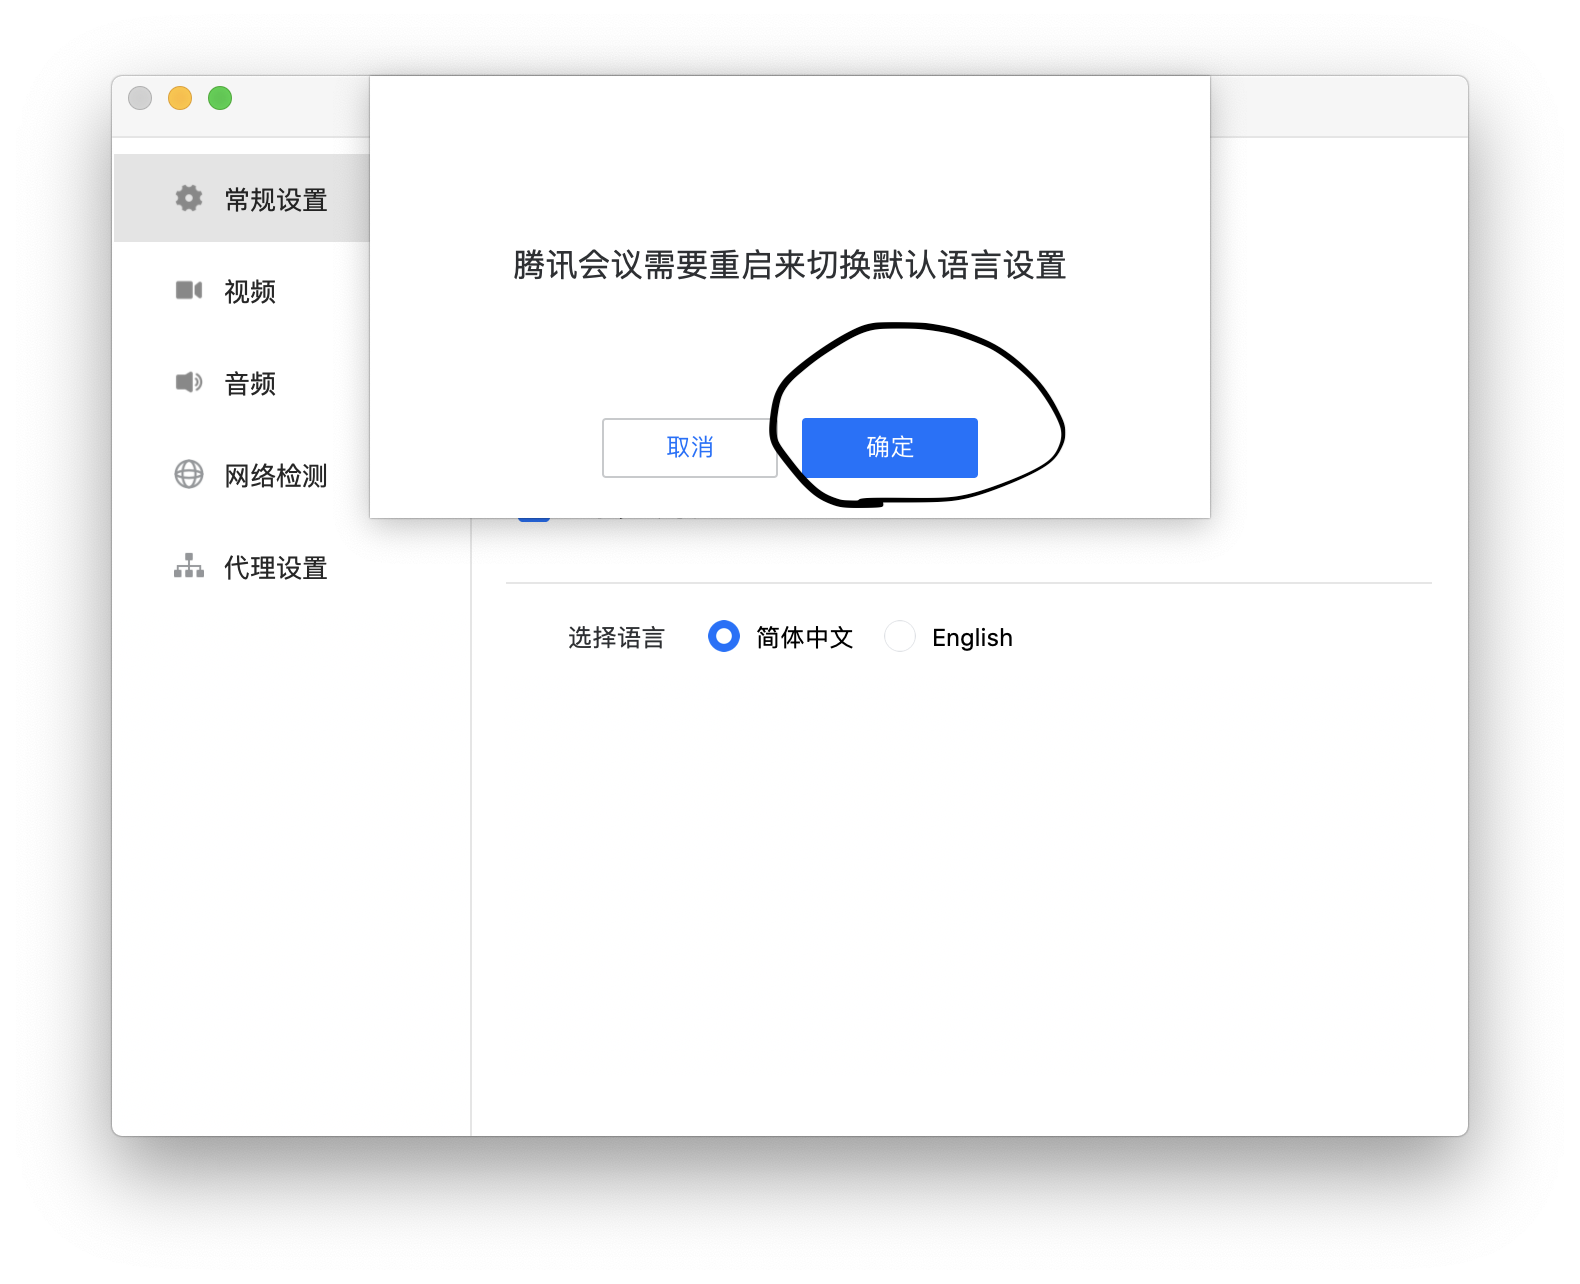 腾讯会议需要重启来切换默认语言设置
取消
确定
常规设置
视频
音频
网络检测
代理设置
选择语言
简体中文
English